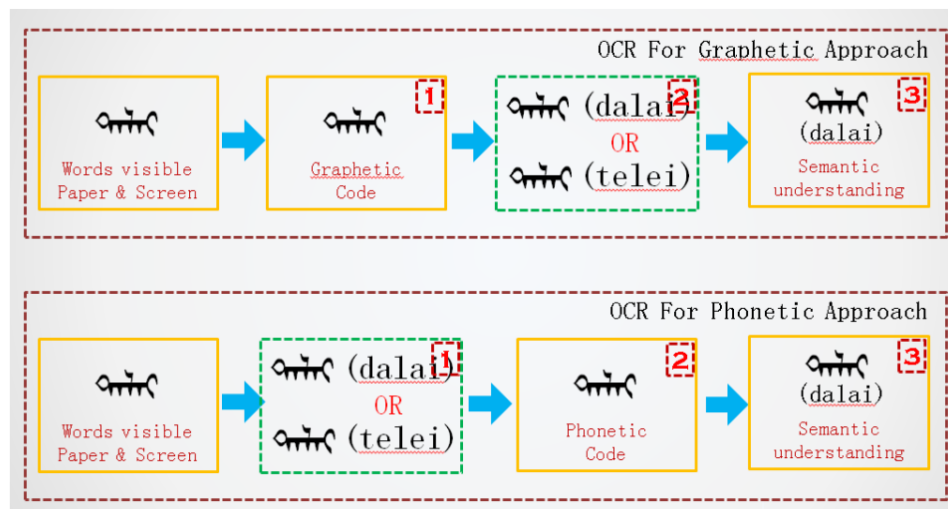 OCR For Graphetic Approach
1
2
3
(dalai)
OR
(telei)
(dalai)
Words visible
Paper & Screen
Graphetic
Code
Semantic
understanding
OCR For Phonetic Approach
1
2
3
(dalai)
OR
(telei)
(dalai)
Words visible
Paper & Screen
Phonetic
Code
Semantic
understanding